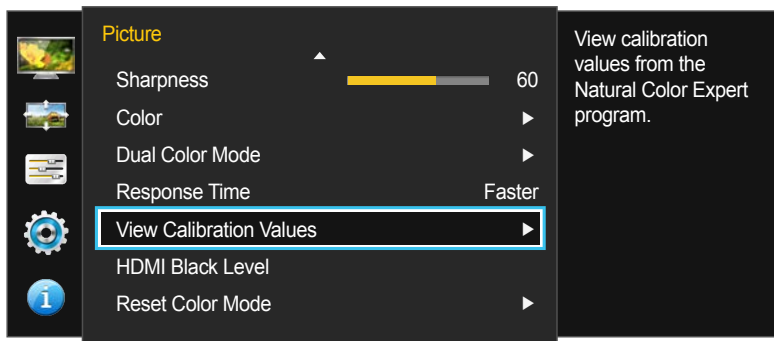 Picture
Sharpness 60
Color
Dual Color Mode
Response Time Faster
View Calibration Values
HDMI Black Level
Reset Color Mode
View calibration
values from the
Natural Color Expert
program.